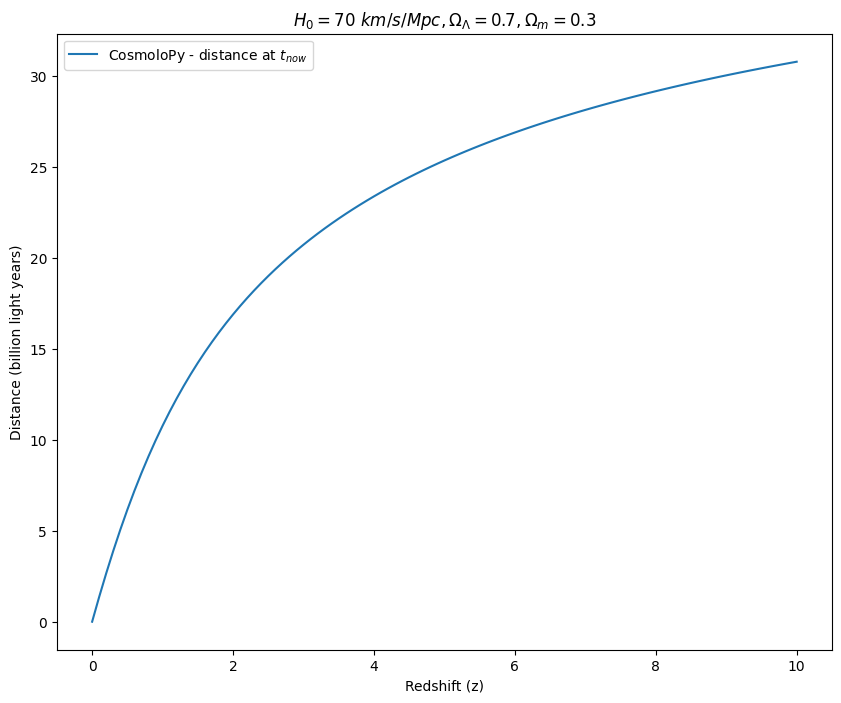 H₀ = 70 km/s/Mpc, Ω_Λ = 0.7, Ω_m = 0.3
CosmoloPy - distance at t_now
Distance (billion light years)
30
25
20
15
10
5
0
0 2 4 6 8 10
Redshift (z)